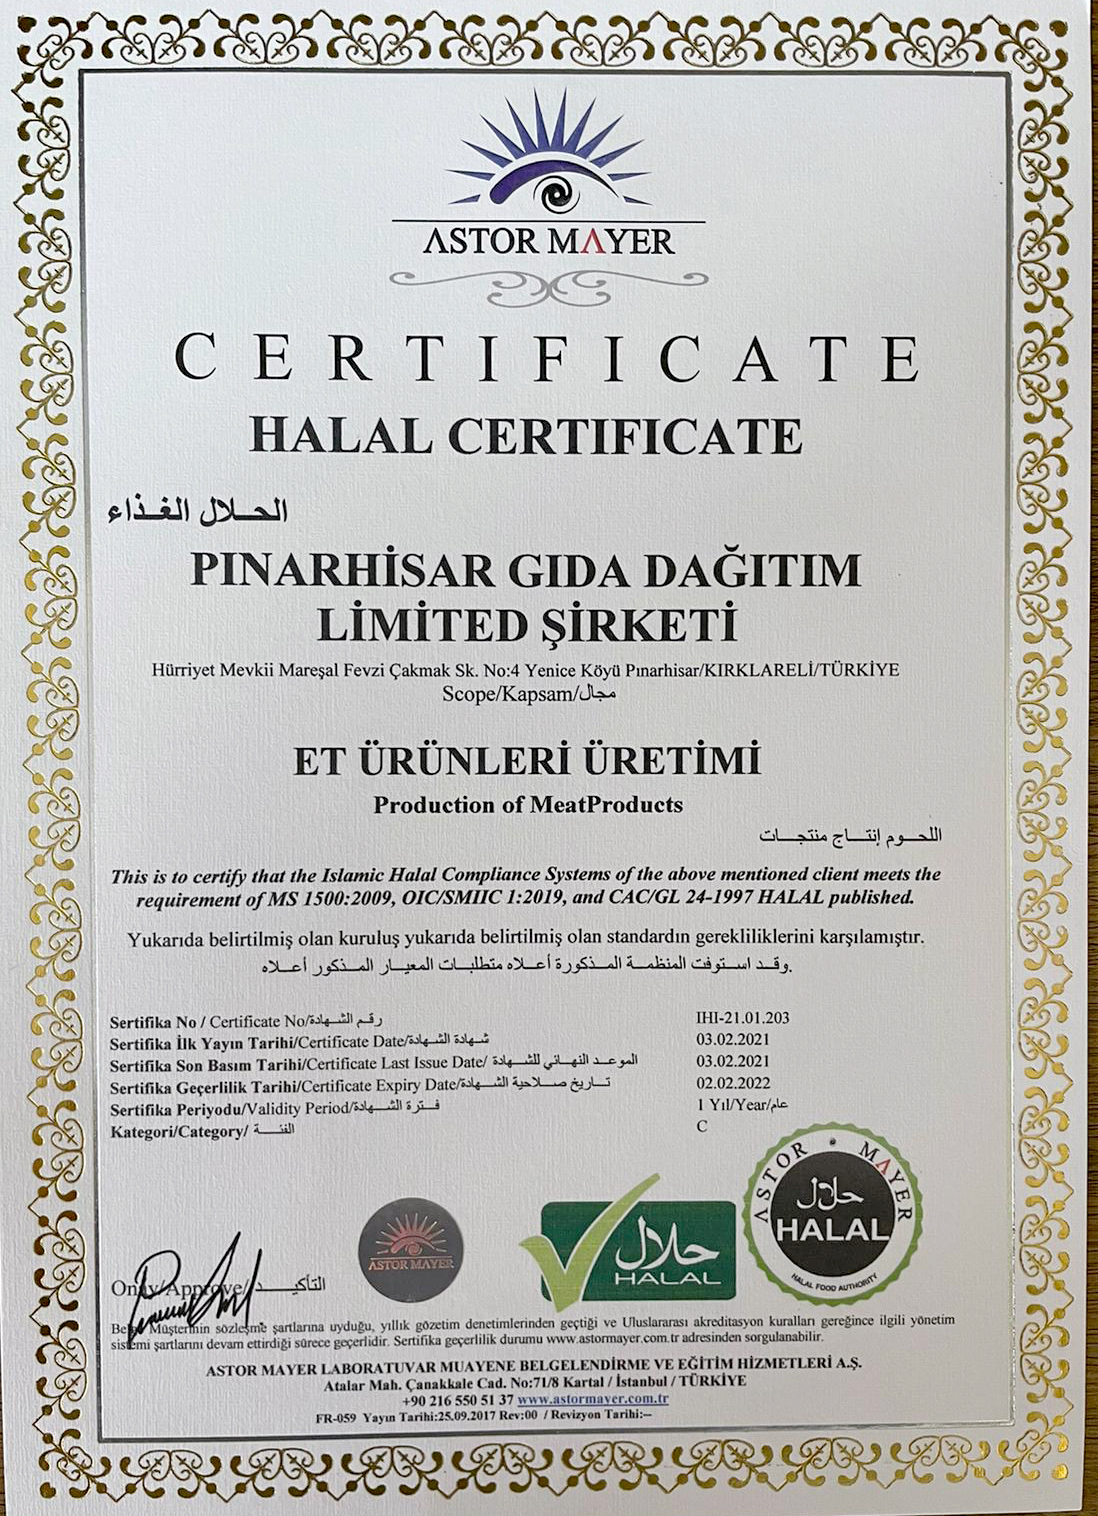 ASTOR MAYER
CERTIFICATE
HALAL CERTIFICATE
الحلال الغذاء
PINARHİSAR GIDA DAĞITIM
LİMİTED ŞİRKETİ
Hürriyet Mevkii Mareşal Fevzi Çakmak Sk. No:4 Yenice Köyü Pınarhisar/KIRKLARELİ/TÜRKİYE
Scope/Kapsam/مجال
ET ÜRÜNLERİ ÜRETİMİ
Production of MeatProducts
اللحوم إنتاج منتجات
This is to certify that the Islamic Halal Compliance Systems of the above mentioned client meets the
requirement of MS 1500:2009, OIC/SMIIC 1:2019, and CAC/GL 24-1997 HALAL published.
Yukarıda belirtilmiş olan kuruluş yukarıda belirtilmiş olan standardın gerekliliklerini karşılamıştır.
وقد استوفت المنظمة المذكورة أعلاه متطلبات المعيار المذكور أعلاه.
Sertifika No / Certificate No/رقم الشهادة IHI-21.01.203
Sertifika İlk Yayın Tarihi/Certificate Date/شهادة الشهادة 03.02.2021
Sertifika Son Basım Tarihi/Certificate Last Issue Date/ الموعد النهائي للشهادة 03.02.2021
Sertifika Geçerlilik Tarihi/Certificate Expiry Date/تاريخ صلاحية الشهادة 02.02.2022
Sertifika Periyodu/Validity Period/فترة الشهادة 1 Yıl/Year/عام
Kategori/Category/ الفئة C
ASTOR MAYER
حلال
HALAL
ASTOR • MAYER
حلال
HALAL
HALAL FOOD AUTHORITY
Onay/Approve/التأكيد
Belge Müşterinin sözleşme şartlarına uyduğu, yıllık gözetim denetimlerinden geçtiği ve Uluslararası akreditasyon kuralları gereğince ilgili yönetim
sistemi şartlarını devam ettirdiği sürece geçerlidir. Sertifika geçerlilik durumu www.astormayer.com.tr adresinden sorgulanabilir.
ASTOR MAYER LABORATUVAR MUAYENE BELGELENDİRME VE EĞİTİM HİZMETLERİ A.Ş.
Atalar Mah. Çanakkale Cad. No:71/8 Kartal / İstanbul / TÜRKİYE
+90 216 550 51 37 www.astormayer.com.tr
FR-059 Yayın Tarihi:25.09.2017 Rev:00 / Revizyon Tarihi:--